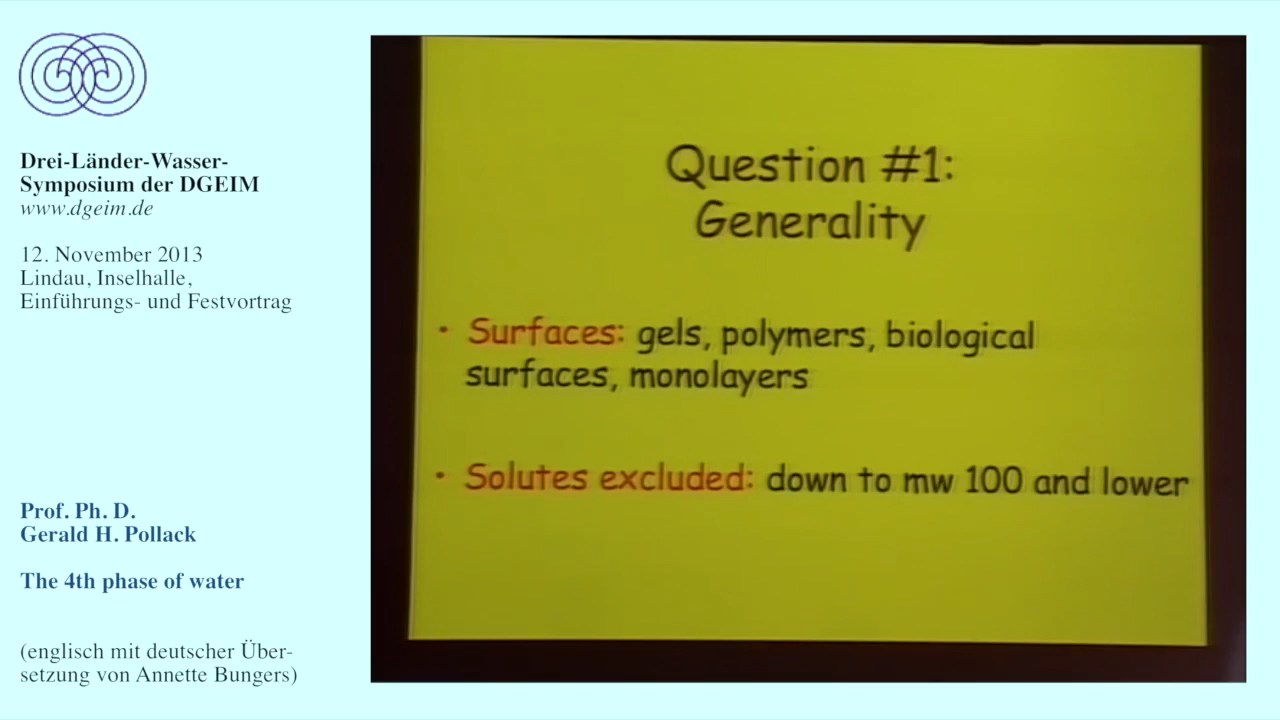 Drei-Länder-Wasser-
Symposium der DGEIM
www.dgeim.de
12. November 2013
Lindau, Inselhalle,
Einführungs- und Festvortrag
Prof. Ph. D.
Gerald H. Pollack
The 4th phase of water
(englisch mit deutscher Über-
setzung von Annette Bungers)
Question #1:
Generality
• Surfaces: gels, polymers, biological
surfaces, monolayers
• Solutes excluded: down to mw 100 and lower